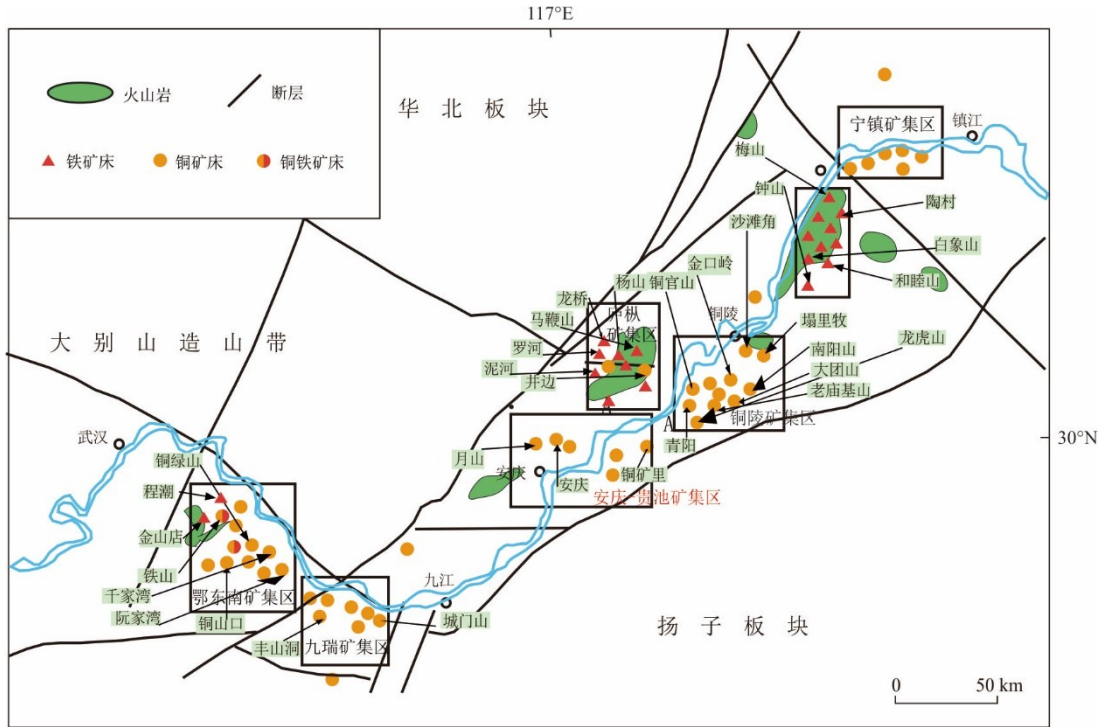 117°E
火山岩
断层
铁矿床
铜矿床
铜铁矿床
华北板块
宁镇矿集区
镇江
梅山
钟山
陶村
沙滩角
白象山
金口岭
和睦山
杨山
铜官山
龙桥
庐枞
矿集区
铜陵
塌里牧
马鞭山
大别山造山带
罗河
南阳山
龙虎山
泥河
井边
大团山
老庙基山
铜陵矿集区
A
青阳
30°N
武汉
铜绿山
月山
安庆
安庆
铜矿里
安庆-贵池矿集区
程潮
金山店
铁山
千家湾
鄂东南矿集区
阮家湾
铜山口
九江
城门山
丰山洞
九瑞矿集区
扬子板块
0 50 km